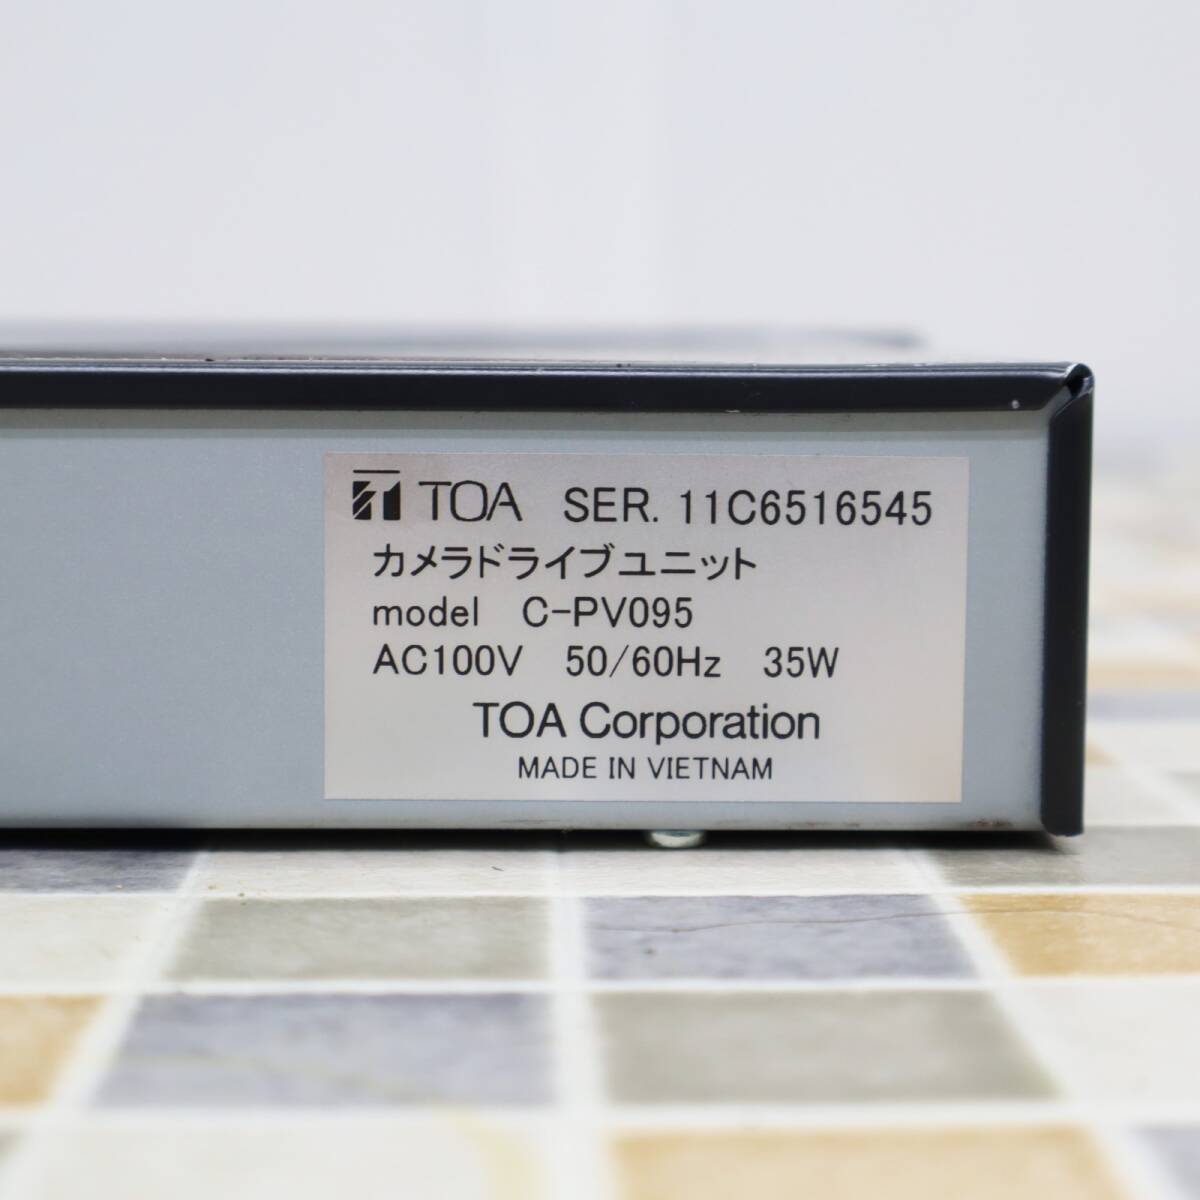 TOA SER. 11C6516545
カメラドライブユニット
model C-PV095
AC100V 50/60Hz 35W
TOA Corporation
MADE IN VIETNAM